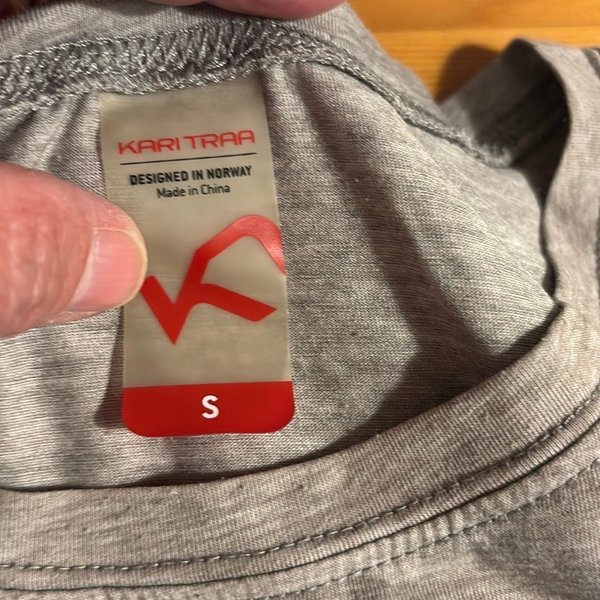 KARI TRAA
DESIGNED IN NORWAY
Made in China
S